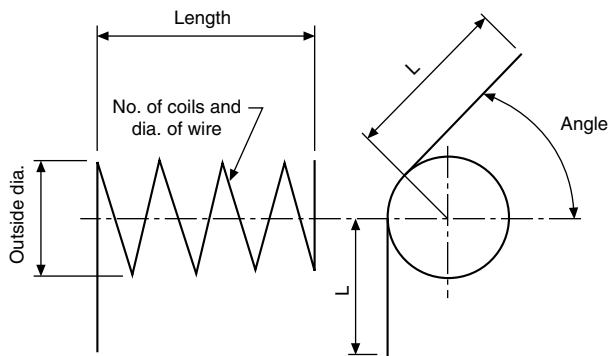 Length
No. of coils and
dia. of wire
Outside dia.
L
Angle
L